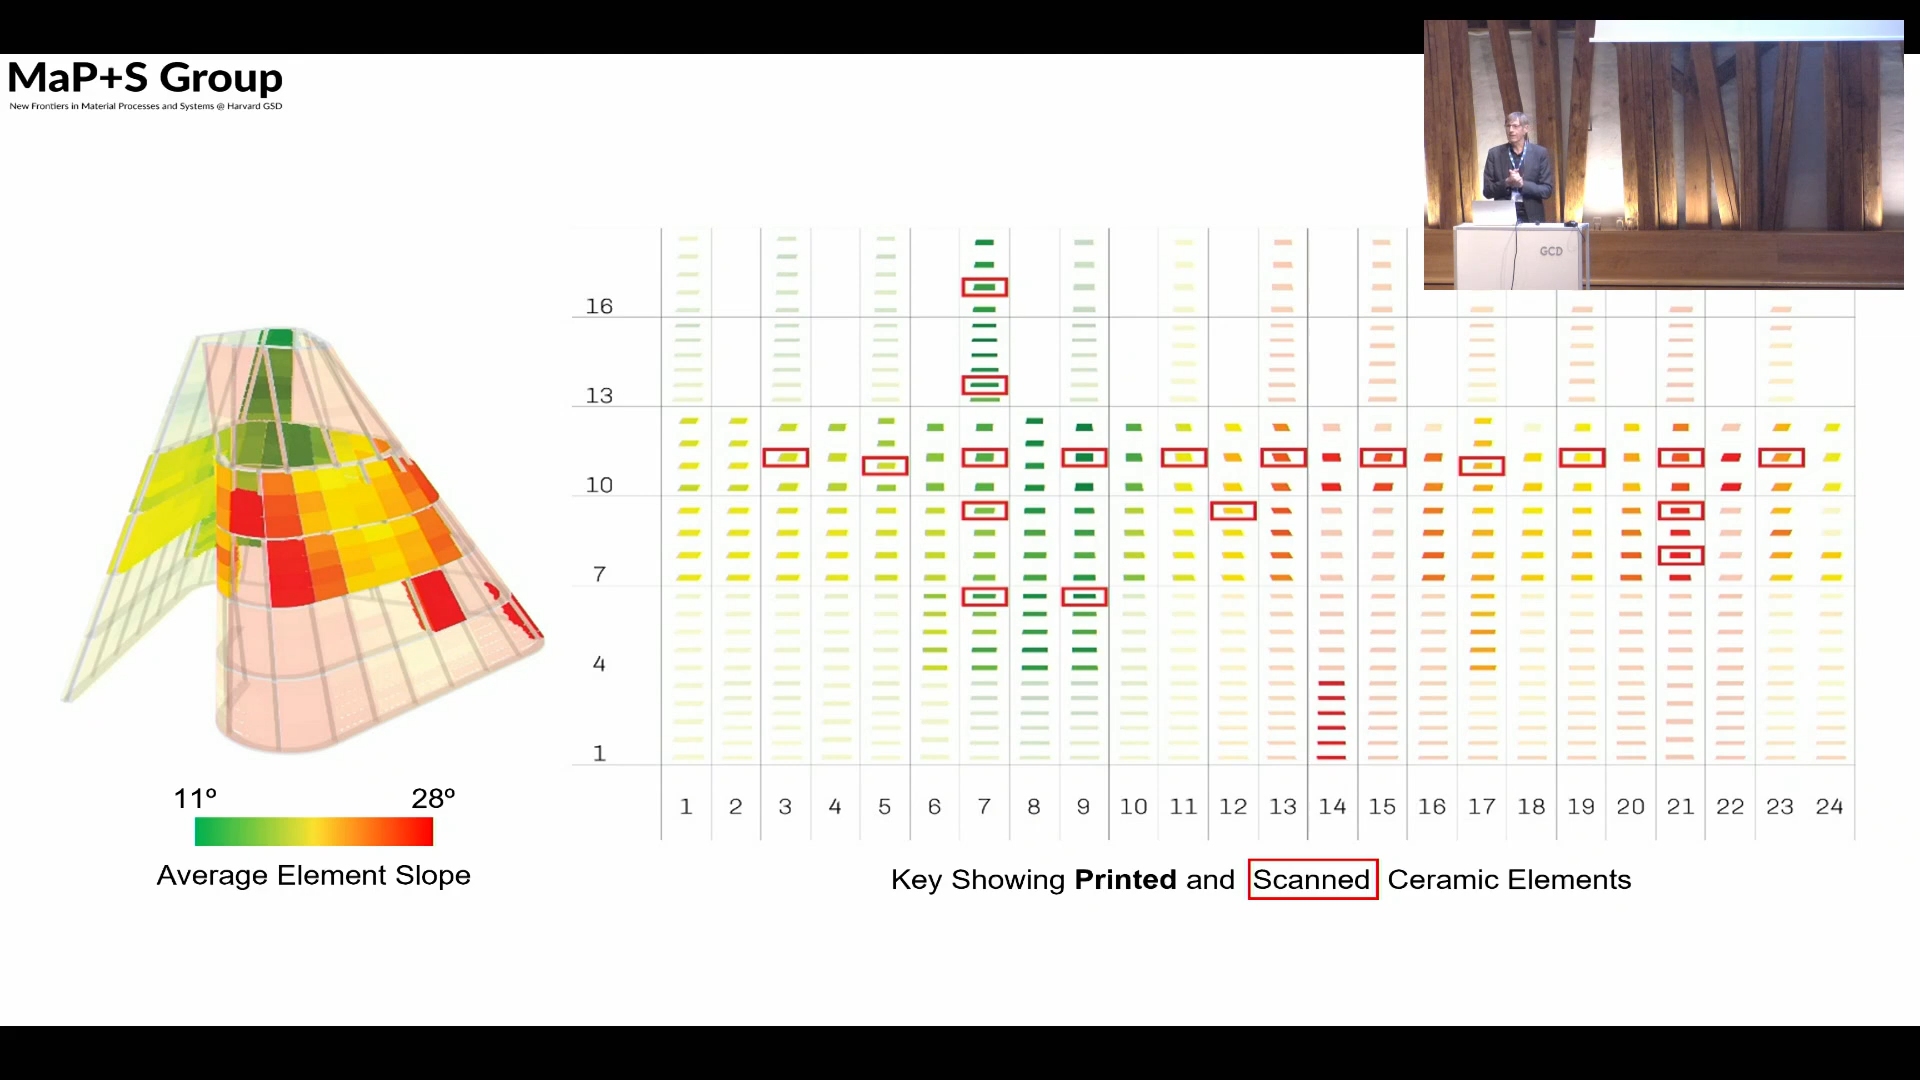 MaP+S Group
New Frontiers in Material Processes and Systems @ Harvard GSD
GCD
16
13
10
7
4
1
1 2 3 4 5 6 7 8 9 10 11 12 13 14 15 16 17 18 19 20 21 22 23 24
11º 28º
Average Element Slope
Key Showing Printed and Scanned Ceramic Elements